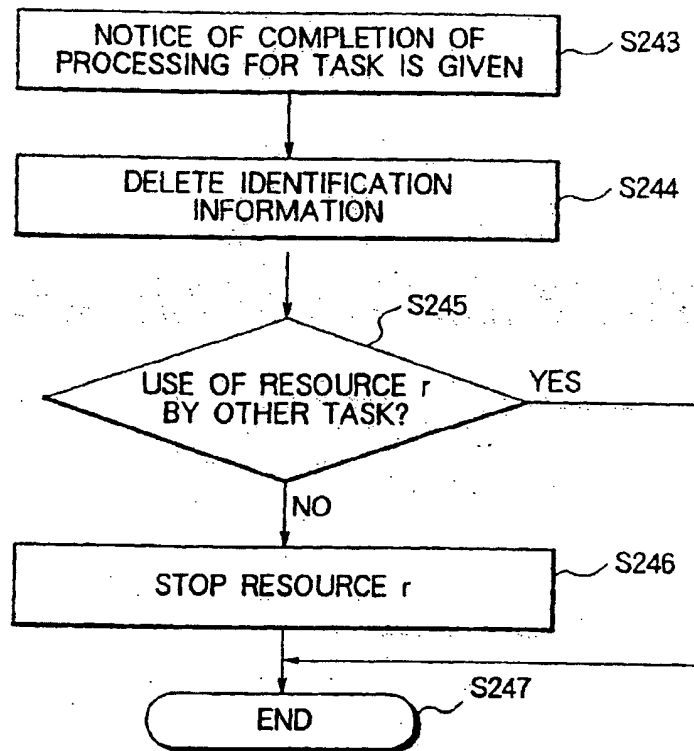 NOTICE OF COMPLETION OF
PROCESSING FOR TASK IS GIVEN
S243
DELETE IDENTIFICATION
INFORMATION
S244
S245
USE OF RESOURCE r
BY OTHER TASK?
YES
NO
STOP RESOURCE r
S246
S247
END